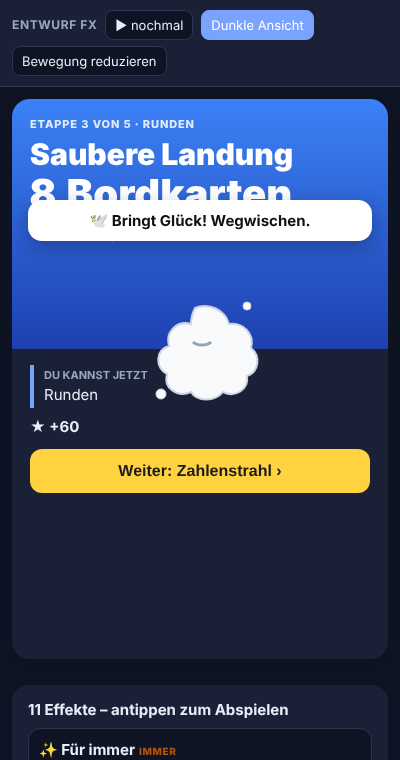 ENTWURF FX ▶ nochmal Dunkle Ansicht
Bewegung reduzieren
ETAPPE 3 VON 5 · RUNDEN
Saubere Landung
8 Bordkarten
🕊️ Bringt Glück! Wegwischen.
DU KANNST JETZT
Runden
★ +60
Weiter: Zahlenstrahl ›
11 Effekte – antippen zum Abspielen
✨ Für immer IMMER